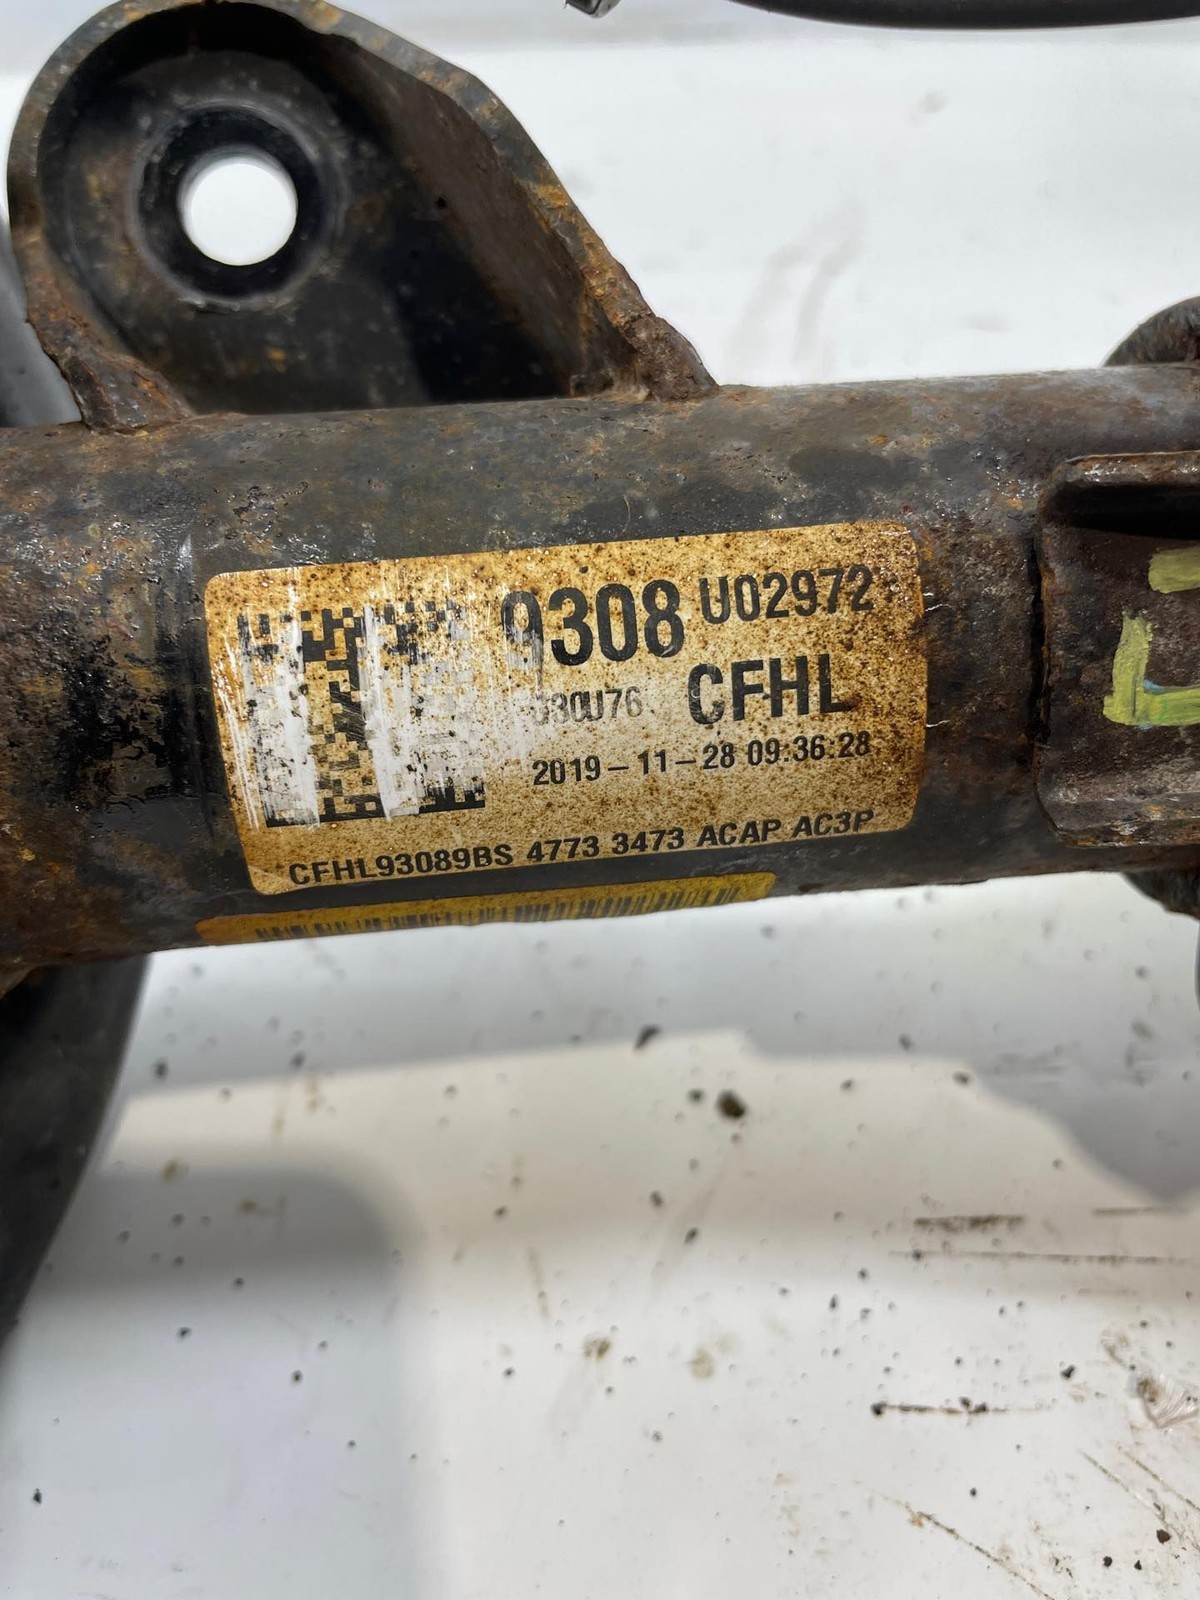 9308 U02972
CFHL
2019-11-28 09:36:28
CFHL93089BS 4773 3473 ACAP AC3P